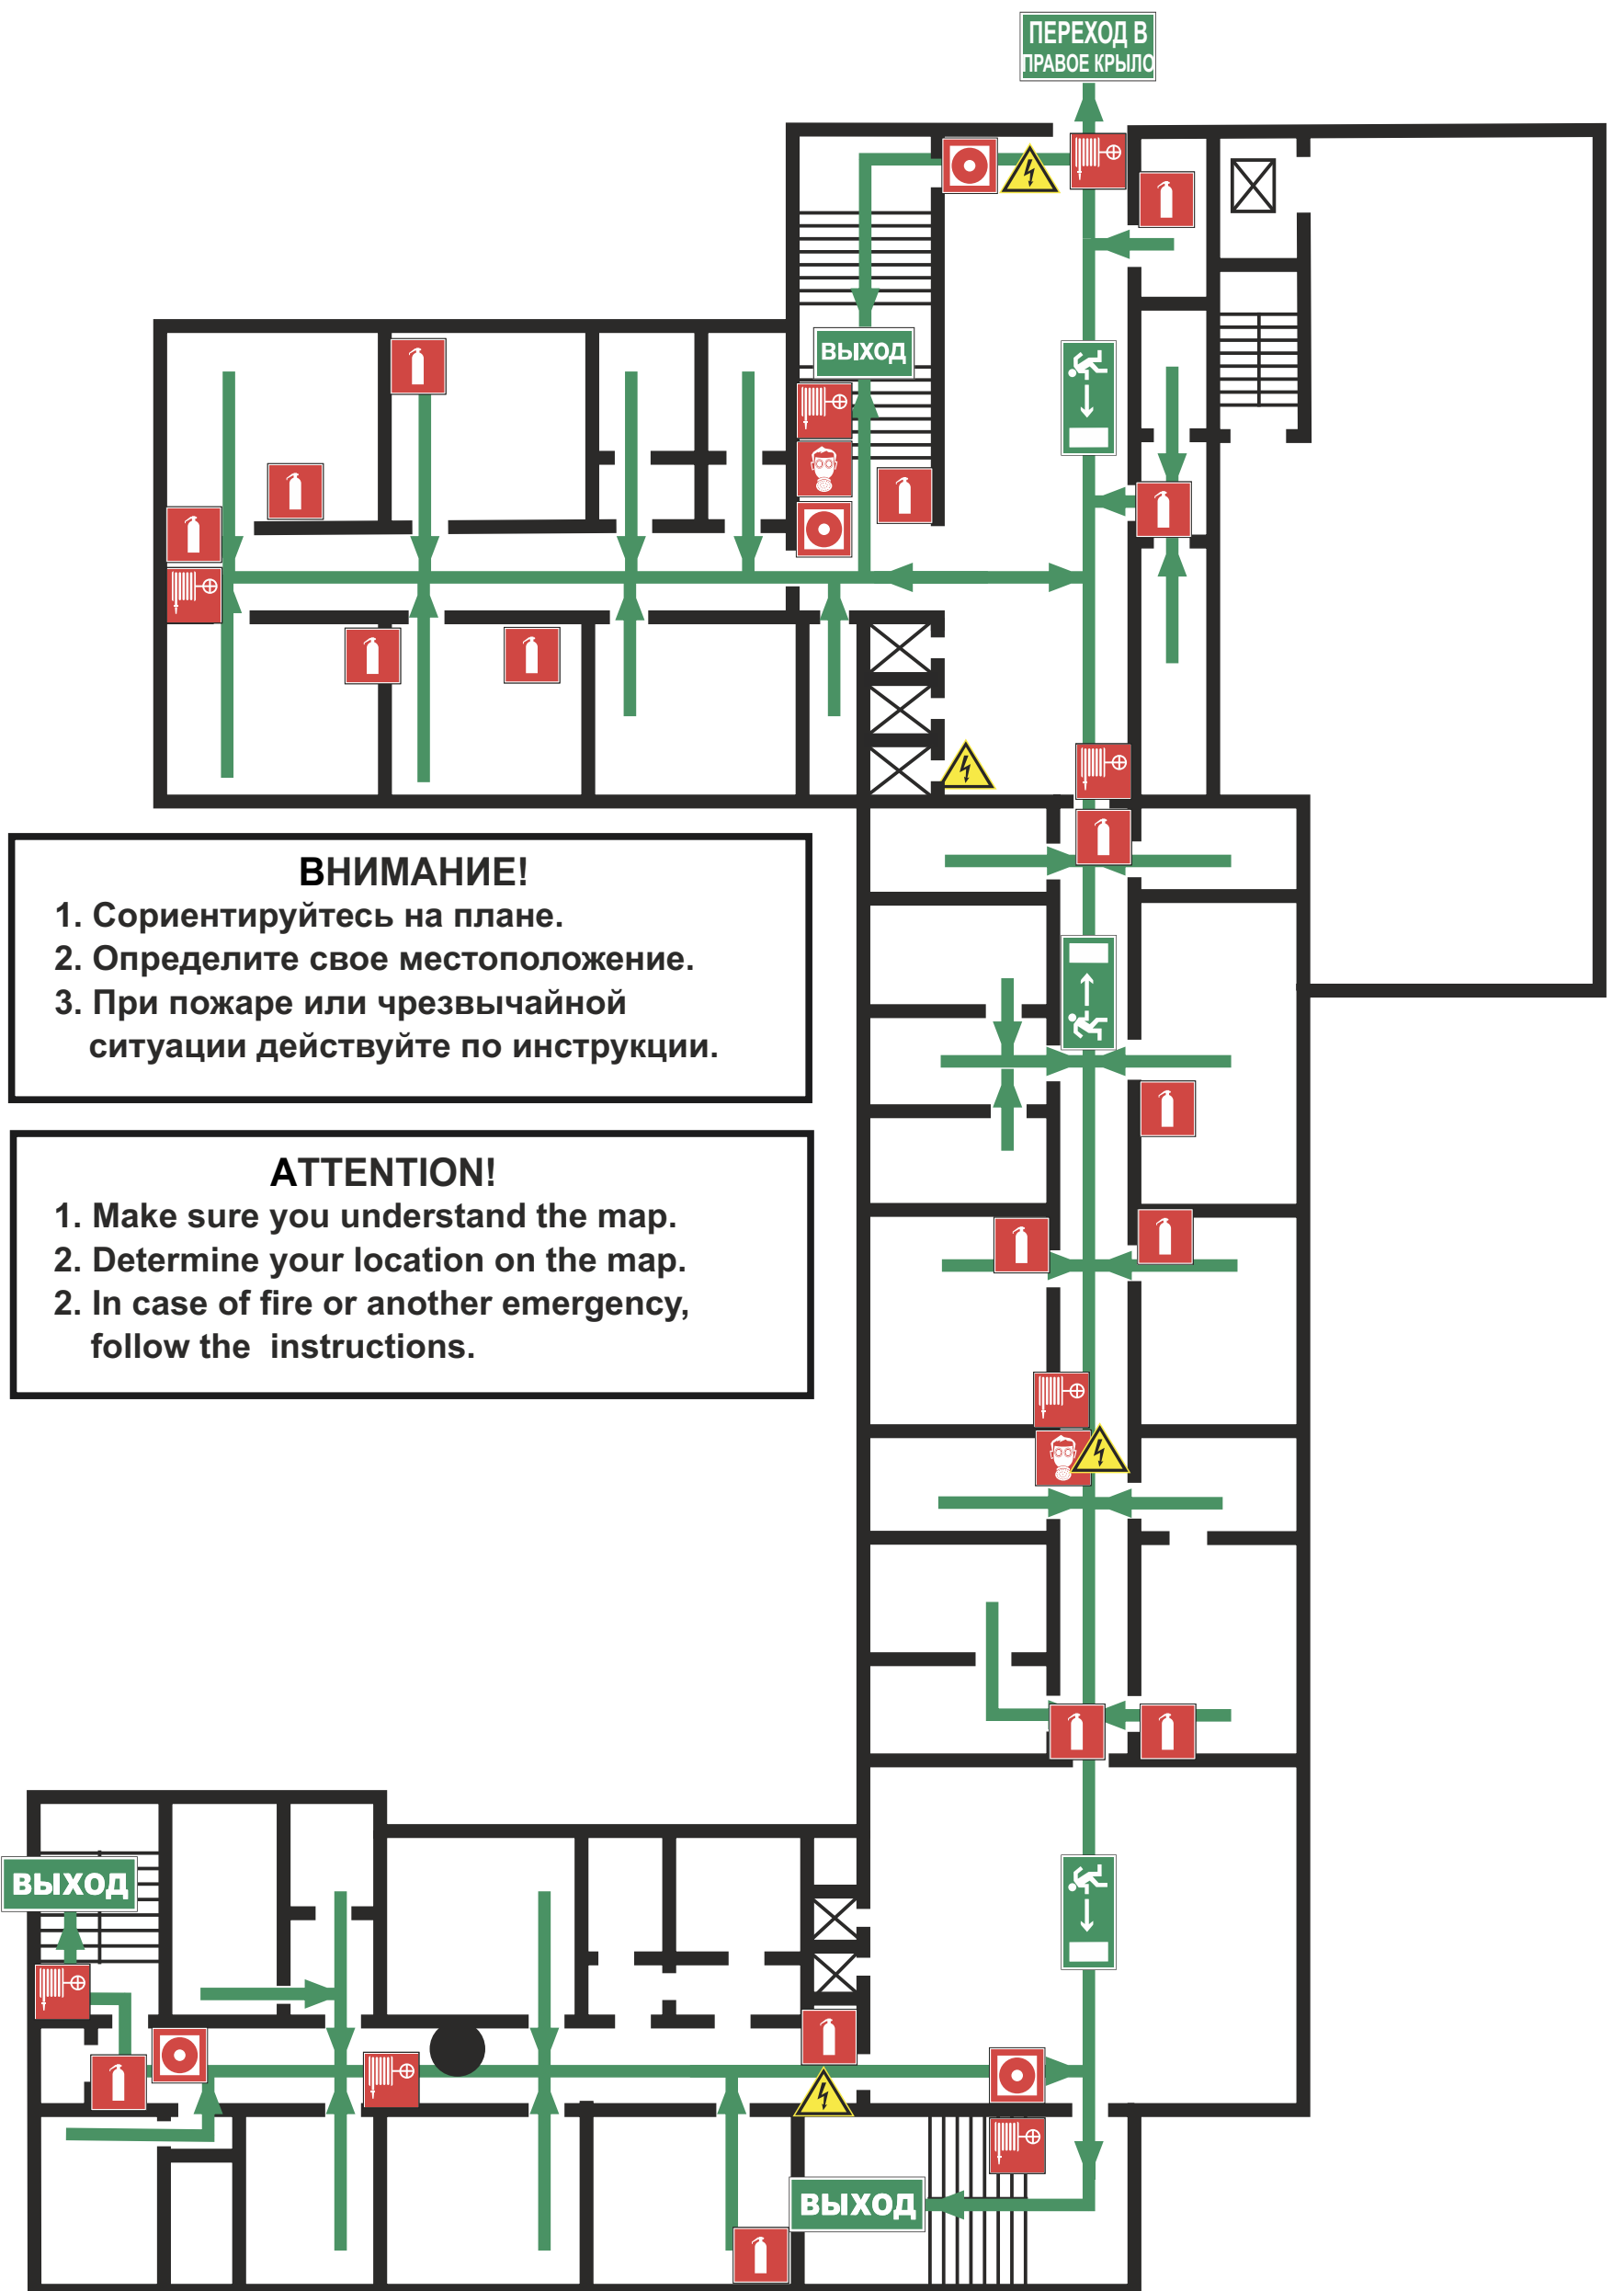 ПЕРЕХОД В
ПРАВОЕ КРЫЛО
ВЫХОД
ВНИМАНИЕ!
1. Сориентируйтесь на плане.
2. Определите свое местоположение.
3. При пожаре или чрезвычайной
ситуации действуйте по инструкции.
ATTENTION!
1. Make sure you understand the map.
2. Determine your location on the map.
2. In case of fire or another emergency,
follow the instructions.
ВЫХОД
ВЫХОД